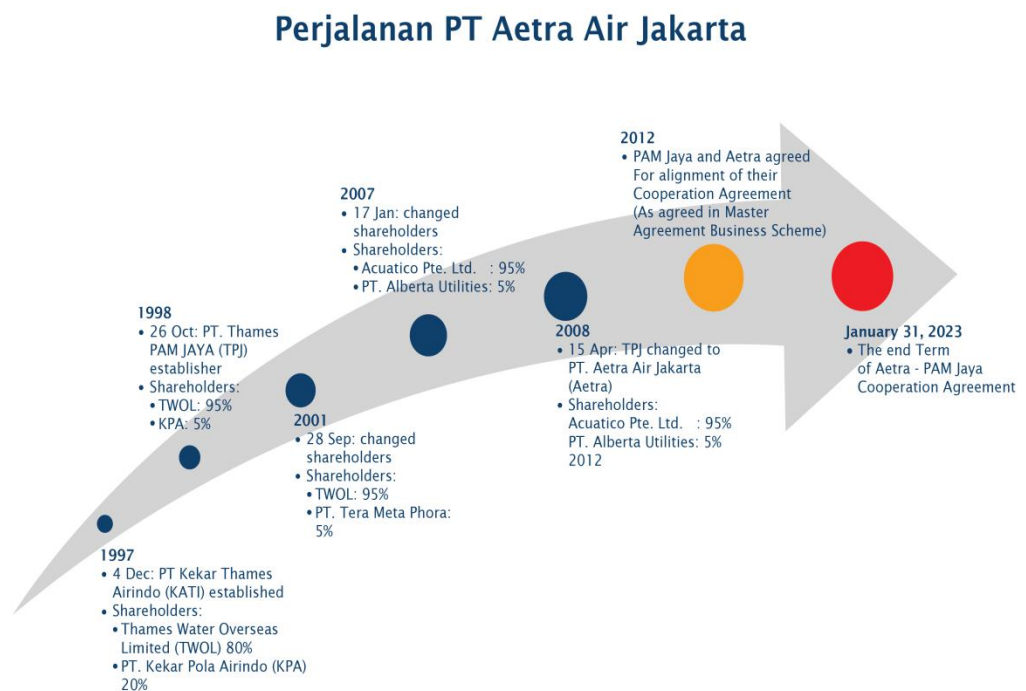 Perjalanan PT Aetra Air Jakarta
1997
• 4 Dec: PT Kekar Thames
Airindo (KATI) established
• Shareholders:
• Thames Water Overseas
Limited (TWOL) 80%
• PT. Kekar Pola Airindo (KPA)
20%
1998
• 26 Oct: PT. Thames
PAM JAYA (TPJ)
establisher
• Shareholders:
• TWOL: 95%
• KPA: 5%
2001
• 28 Sep: changed
shareholders
• Shareholders:
• TWOL: 95%
• PT. Tera Meta Phora:
5%
2007
• 17 Jan: changed
shareholders
• Shareholders:
• Acuatico Pte. Ltd. : 95%
• PT. Alberta Utilities: 5%
2008
• 15 Apr: TPJ changed to
PT. Aetra Air Jakarta
(Aetra)
• Shareholders:
Acuatico Pte. Ltd. : 95%
PT. Alberta Utilities: 5%
2012
2012
• PAM Jaya and Aetra agreed
For alignment of their
Cooperation Agreement
(As agreed in Master
Agreement Business Scheme)
January 31, 2023
• The end Term
of Aetra - PAM Jaya
Cooperation Agreement